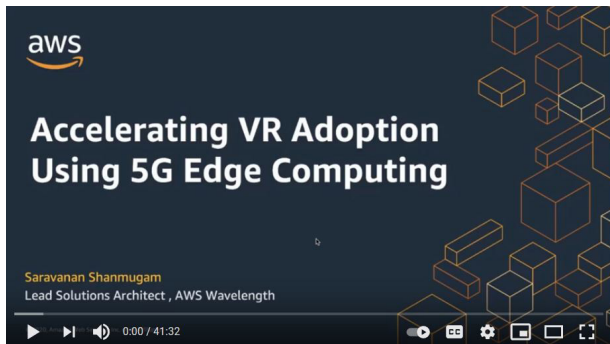 aws
Accelerating VR Adoption
Using 5G Edge Computing
Saravanan Shanmugam
Lead Solutions Architect , AWS Wavelength
0:00 / 41:32
CC